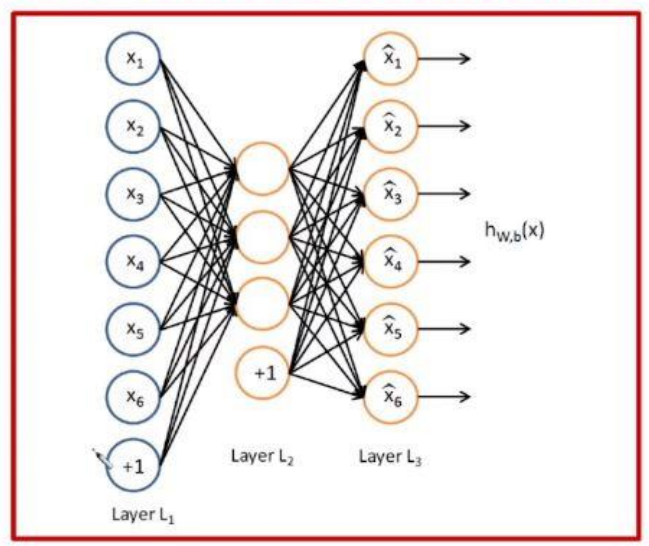 x₁
x₂
x₃
x₄
x₅
x₆
+1
Layer L₁
+1
Layer L₂
x̂₁
x̂₂
x̂₃
x̂₄
x̂₅
x̂₆
Layer L₃
h_W,b(x)